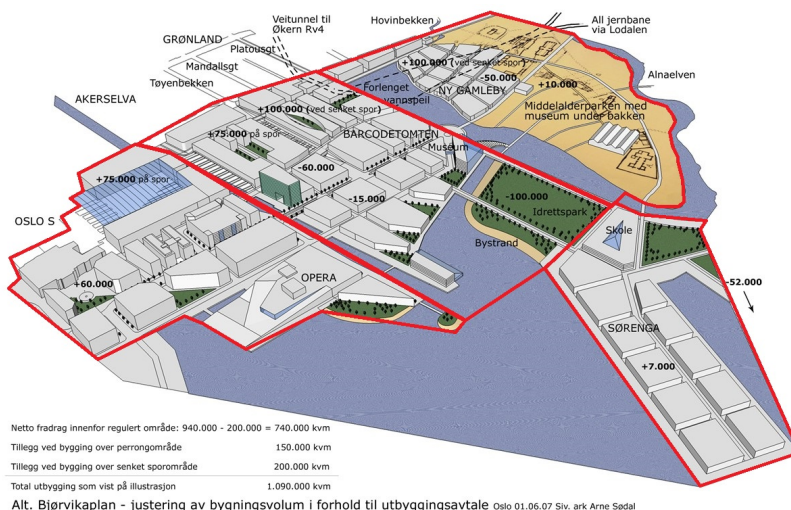 Veitunnel til
Økern Rv4
Hovinbekken
All jernbane
via Lodalen
GRØNLAND
Platousgt
Mandallsgt
Tøyenbekken
+100.000 (ved senket spor)
-50.000
Alnaelven
Forlenget
vannspeil
NY GAMLEBY
+10.000
AKERSELVA
+100.000 (ved senket spor)
Middelalderparken med
museum under bakken
+75.000 på spor
BARCODETOMTEN
Museum
-60.000
+75.000 på spor
-15.000
-100.000
Idrettspark
OSLO S
Skole
Bystrand
+60.000
OPERA
-52.000
SØRENGA
+7.000
Netto fradrag innenfor regulert område: 940.000 - 200.000 = 740.000 kvm
Tillegg ved bygging over perrongområde 150.000 kvm
Tillegg ved bygging over senket sporområde 200.000 kvm
Total utbygging som vist på illustrasjon 1.090.000 kvm
Alt. Bjørvikaplan - justering av bygningsvolum i forhold til utbyggingsavtale Oslo 01.06.07 Siv. ark Arne Sødal